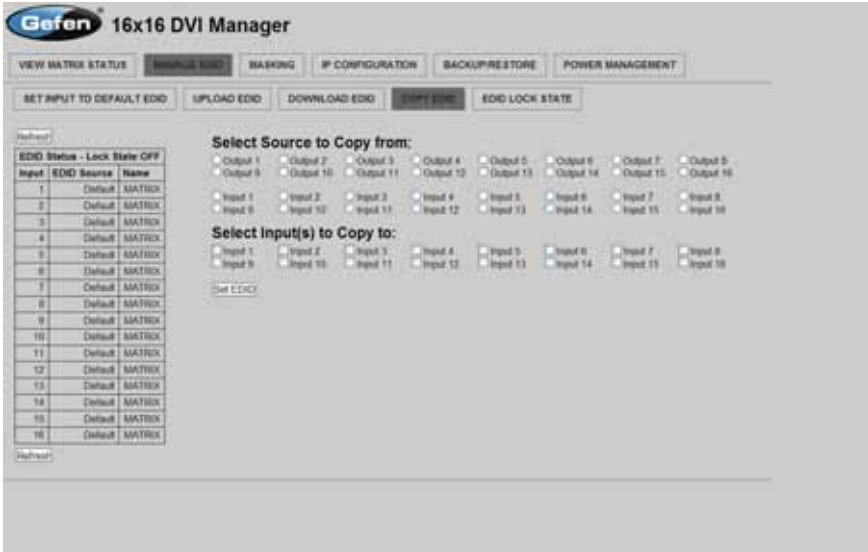 Gefen 16x16 DVI Manager
VIEW MATRIX STATUS MANAGE EDID MASKING IP CONFIGURATION BACKUP/RESTORE POWER MANAGEMENT
SET INPUT TO DEFAULT EDID UPLOAD EDID DOWNLOAD EDID COPY EDID EDID LOCK STATE
Refresh
EDID Status - Lock State OFF
Input EDID Source Name
1 Default MATRIX
2 Default MATRIX
3 Default MATRIX
4 Default MATRIX
5 Default MATRIX
6 Default MATRIX
7 Default MATRIX
8 Default MATRIX
9 Default MATRIX
10 Default MATRIX
11 Default MATRIX
12 Default MATRIX
13 Default MATRIX
14 Default MATRIX
15 Default MATRIX
16 Default MATRIX
Refresh
Select Source to Copy from:
Output 1 Output 2 Output 3 Output 4 Output 5 Output 6 Output 7 Output 8
Output 9 Output 10 Output 11 Output 12 Output 13 Output 14 Output 15 Output 16
Input 1 Input 2 Input 3 Input 4 Input 5 Input 6 Input 7 Input 8
Input 9 Input 10 Input 11 Input 12 Input 13 Input 14 Input 15 Input 16
Select Input(s) to Copy to:
Input 1 Input 2 Input 3 Input 4 Input 5 Input 6 Input 7 Input 8
Input 9 Input 10 Input 11 Input 12 Input 13 Input 14 Input 15 Input 16
Set EDID